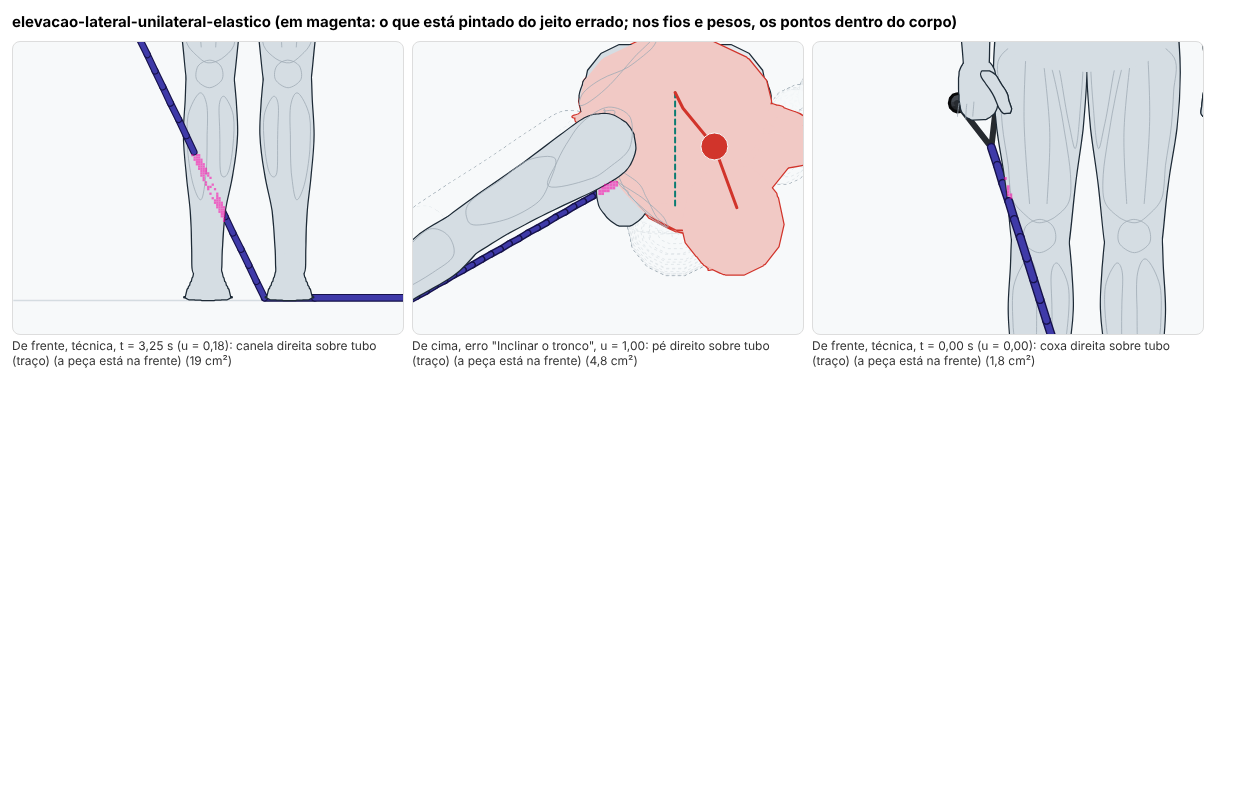 elevacao-lateral-unilateral-elastico (em magenta: o que está pintado do jeito errado; nos fios e pesos, os pontos dentro do corpo)
De frente, técnica, t = 3,25 s (u = 0,18): canela direita sobre tubo
(traço) (a peça está na frente) (19 cm²)
De cima, erro "Inclinar o tronco", u = 1,00: pé direito sobre tubo
(traço) (a peça está na frente) (4,8 cm²)
De frente, técnica, t = 0,00 s (u = 0,00): coxa direita sobre tubo
(traço) (a peça está na frente) (1,8 cm²)